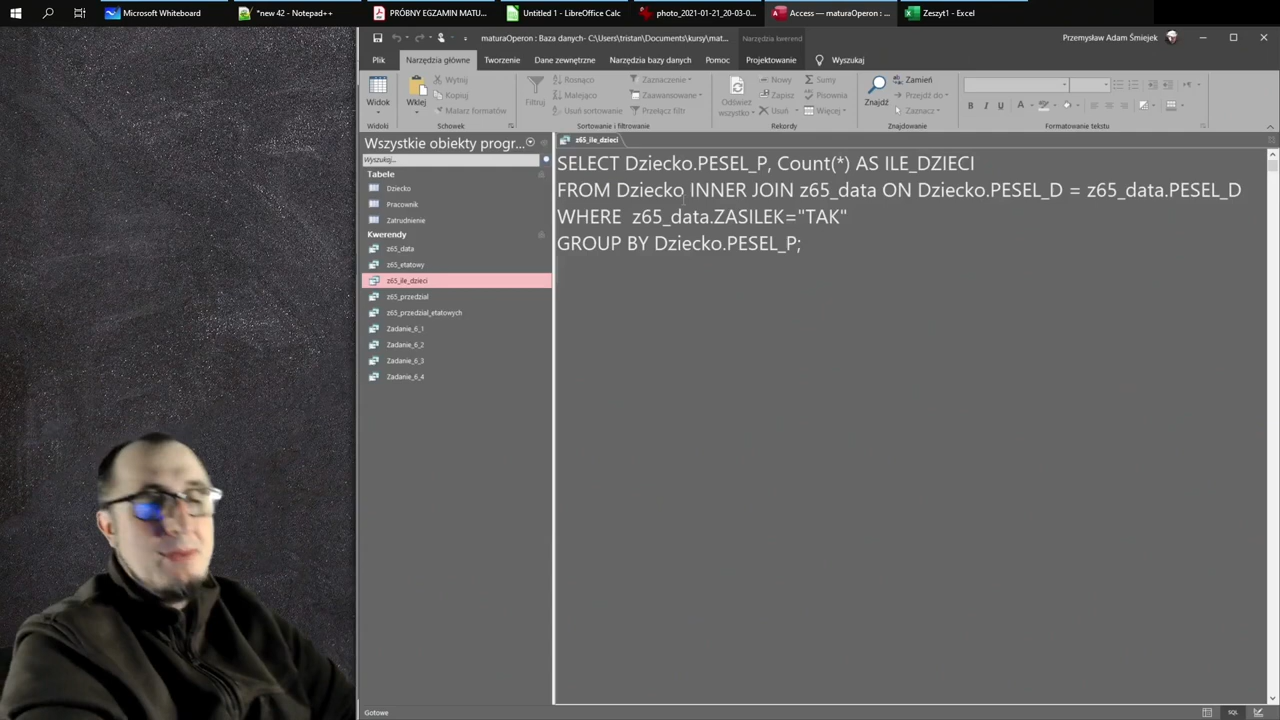 Microsoft Whiteboard
*new 42 - Notepad++
PRÓBNY EGZAMIN MATU...
Untitled 1 - LibreOffice Calc
photo_2021-01-21_20-03-0...
Access — maturaOperon : ...
Zeszyt1 - Excel
maturaOperon : Baza danych- C:\Users\tristan\Documents\kursy\mat...
Narzędzia kwerend
Przemysław Adam Śmiejek
Plik
Narzędzia główne
Tworzenie
Dane zewnętrzne
Narzędzia bazy danych
Pomoc
Projektowanie
Wyszukaj
Widok
Widoki
Wklej
Wytnij
Kopiuj
Malarz formatów
Schowek
Filtruj
Rosnąco
Malejąco
Usuń sortowanie
Zaznaczenie
Zaawansowane
Przełącz filtr
Sortowanie i filtrowanie
Odśwież wszystko
Nowy
Zapisz
Usuń
Sumy
Pisownia
Więcej
Rekordy
Znajdź
Zamień
Przejdź do
Zaznacz
Znajdowanie
B I U
Formatowanie tekstu
Wszystkie obiekty progr...
Wyszukaj...
Tabele
Dziecko
Pracownik
Zatrudnienie
Kwerendy
z65_data
z65_etatowy
z65_ile_dzieci
z65_przedzial
z65_przedzial_etatowych
Zadanie_6_1
Zadanie_6_2
Zadanie_6_3
Zadanie_6_4
z65_ile_dzieci
SELECT Dziecko.PESEL_P, Count(*) AS ILE_DZIECI
FROM Dziecko INNER JOIN z65_data ON Dziecko.PESEL_D = z65_data.PESEL_D
WHERE z65_data.ZASILEK="TAK"
GROUP BY Dziecko.PESEL_P;
Gotowe
SQL